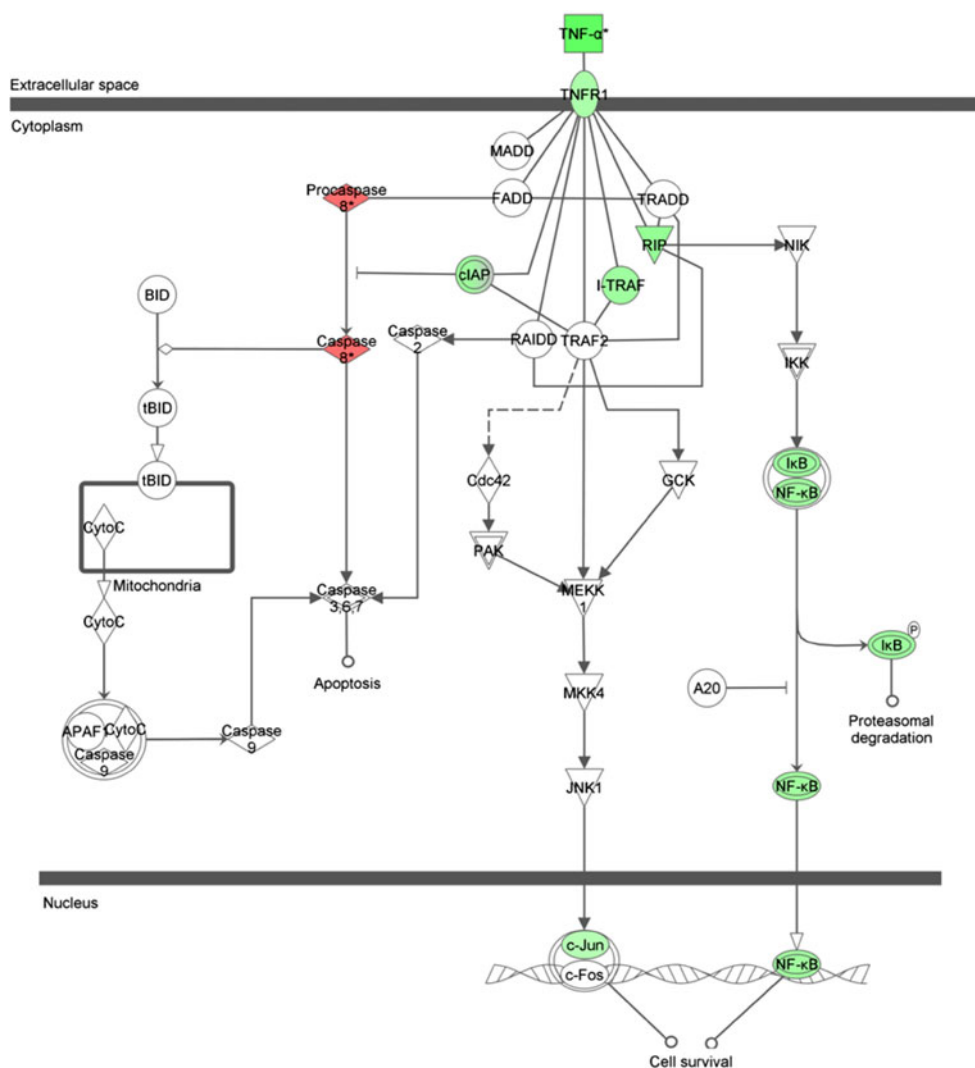 TNF-α*
Extracellular space
TNFR1
Cytoplasm
MADD
Procaspase
8*
FADD
TRADD
RIP
NIK
cIAP
I-TRAF
BID
Caspase
8*
Caspase
2
RAIDD
TRAF2
IKK
tBID
IκB
NF-κB
tBID
Cdc42
GCK
CytoC
PAK
Mitochondria
Caspase
3,6,7
MEKK
1
CytoC
P
IκB
Apoptosis
MKK4
A20
Proteasomal
degradation
APAF1
CytoC
Caspase
9
Caspase
9
JNK1
NF-κB
Nucleus
c-Jun
c-Fos
NF-κB
Cell survival